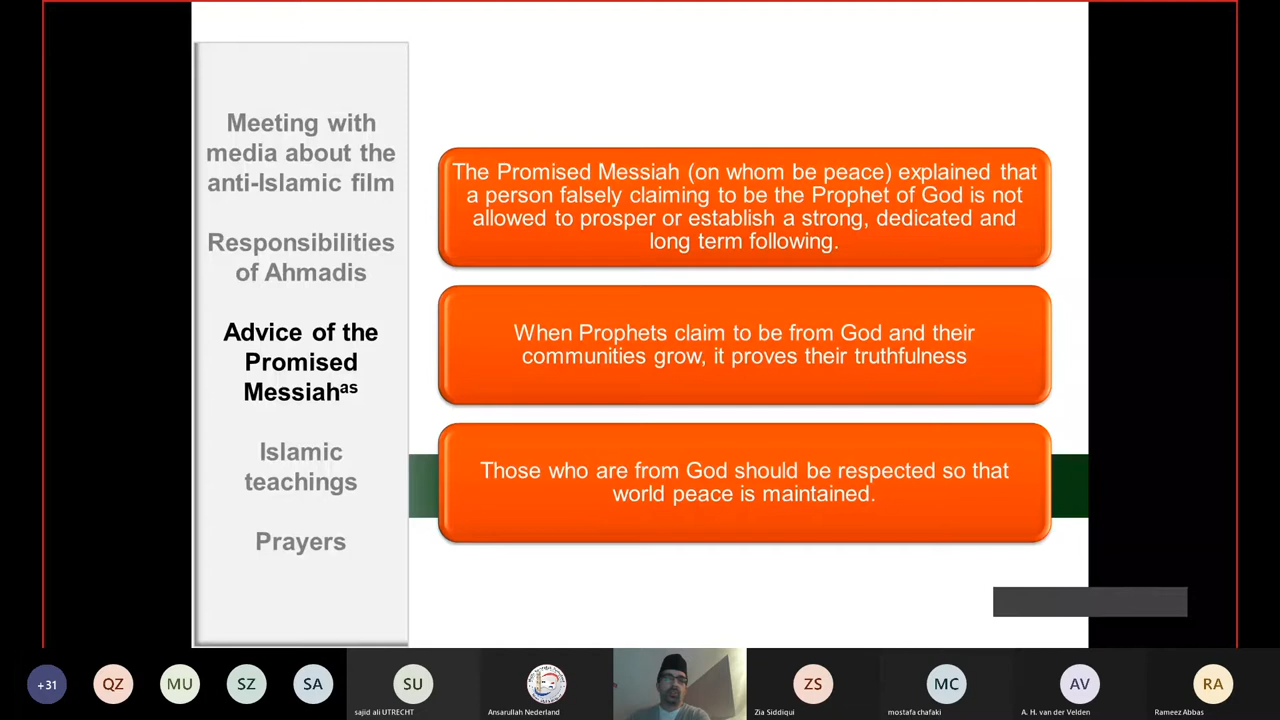 Meeting with
media about the
anti-Islamic film
Responsibilities
of Ahmadis
Advice of the
Promised
Messiahas
Islamic
teachings
Prayers
The Promised Messiah (on whom be peace) explained that
a person falsely claiming to be the Prophet of God is not
allowed to prosper or establish a strong, dedicated and
long term following.
When Prophets claim to be from God and their
communities grow, it proves their truthfulness
Those who are from God should be respected so that
world peace is maintained.
+31
QZ
MU
SZ
SA
SU
sajid ali UTRECHT
Ansarullah Nederland
ZS
Zia Siddiqui
MC
mostafa chafaki
AV
A. H. van der Velden
RA
Rameez Abbas